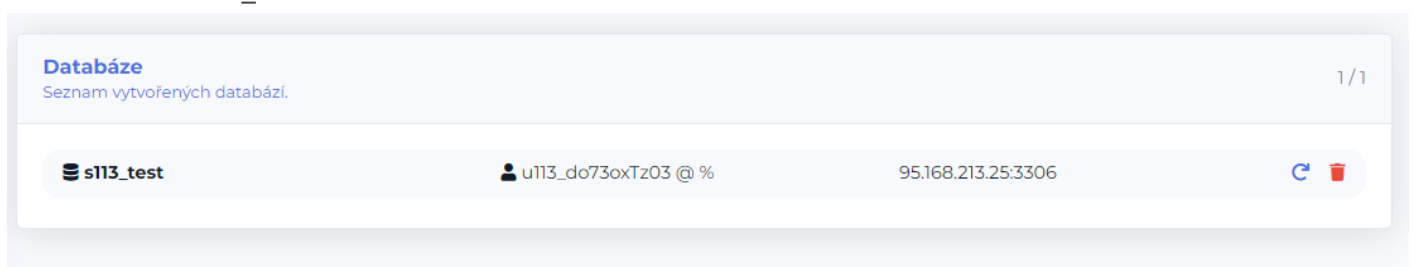 Databáze
Seznam vytvořených databází.
1 / 1
s113_test
u113_do73oxTz03 @ %
95.168.213.25:3306